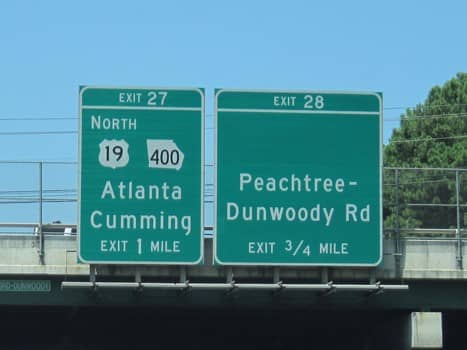 EXIT 27
NORTH
19 400
Atlanta
Cumming
EXIT 1 MILE
EXIT 28
Peachtree-
Dunwoody Rd
EXIT 3/4 MILE